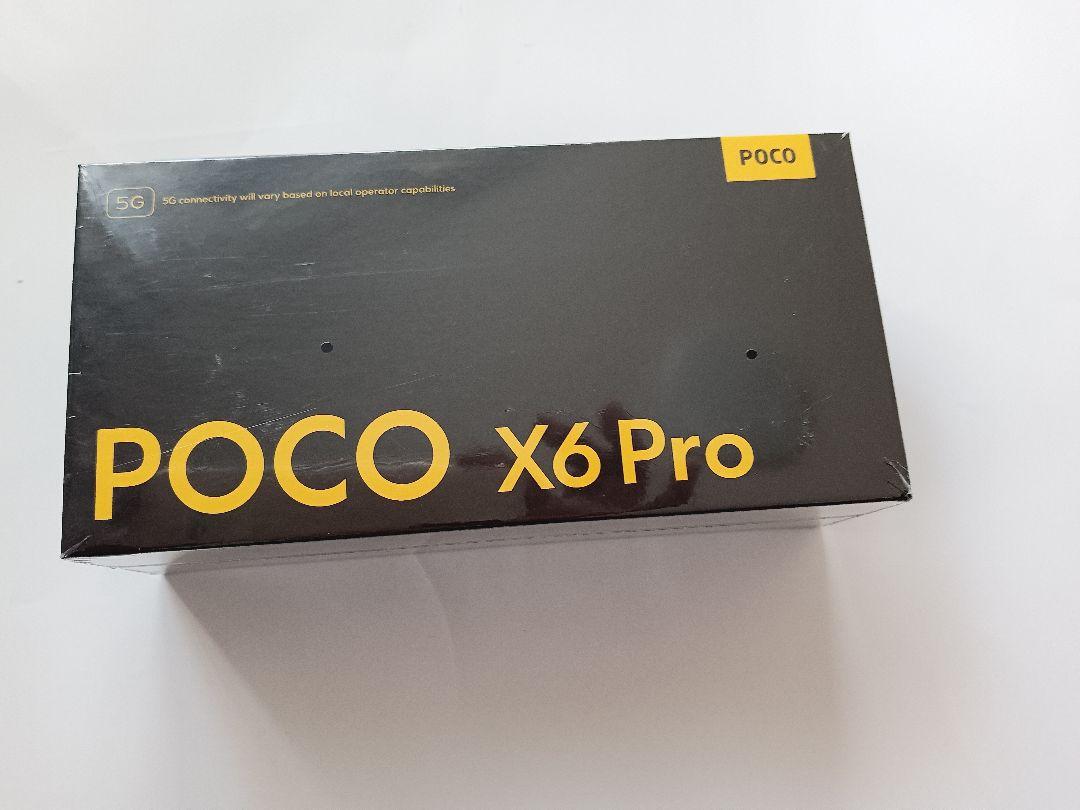 POCO
5G
5G connectivity will vary based on local operator capabilities
POCO X6 Pro